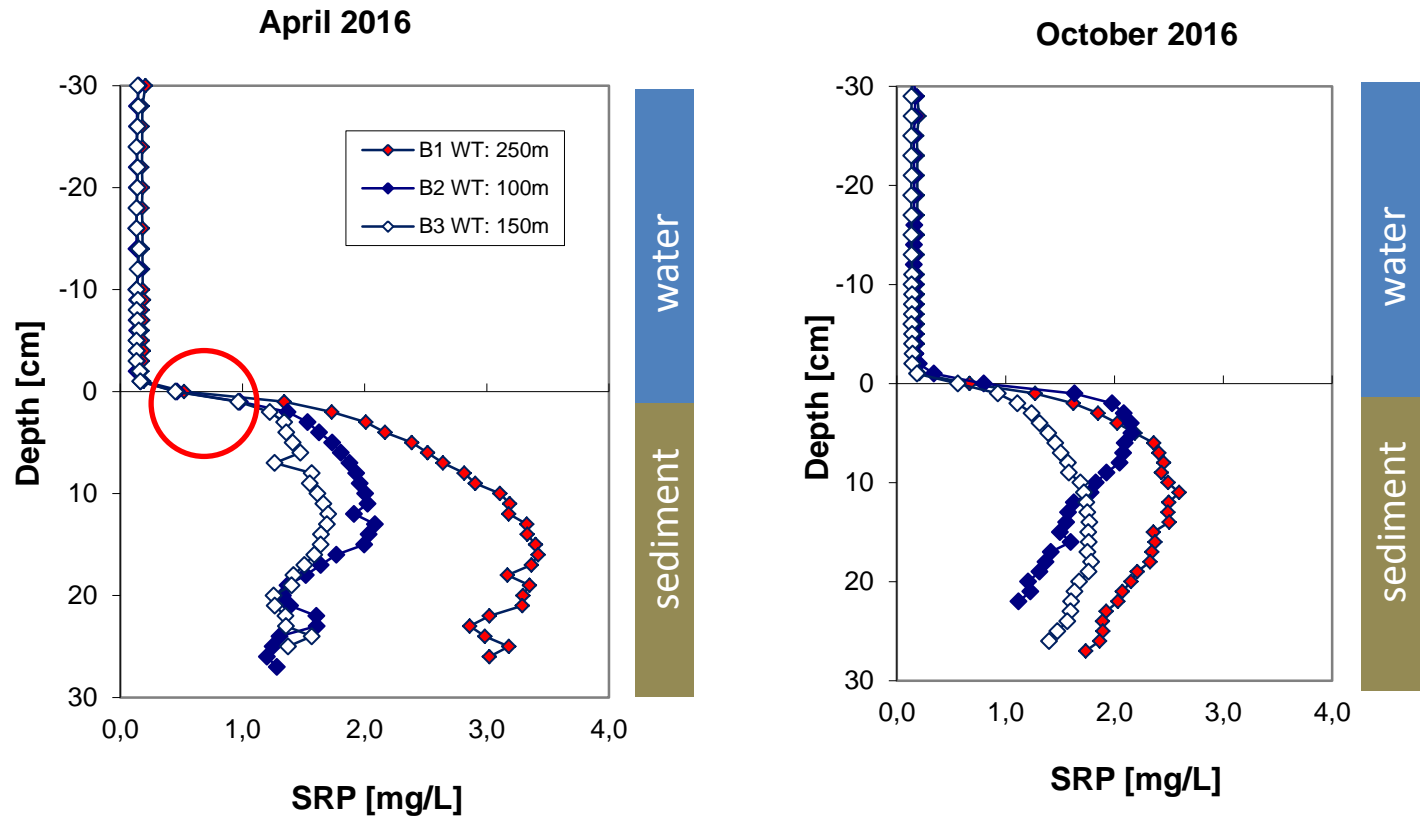 April 2016
-30
-20
-10
0
10
20
30
0,0 1,0 2,0 3,0 4,0
Depth [cm]
SRP [mg/L]
B1 WT: 250m
B2 WT: 100m
B3 WT: 150m
water
sediment
October 2016
-30
-20
-10
0
10
20
30
0,0 1,0 2,0 3,0 4,0
Depth [cm]
SRP [mg/L]
water
sediment